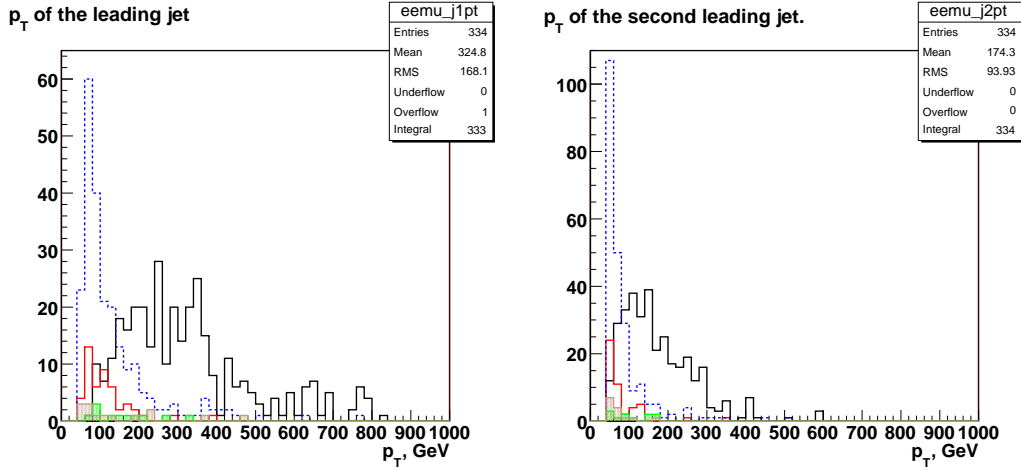 p_T of the leading jet
eemu_j1pt
Entries 334
Mean 324.8
RMS 168.1
Underflow 0
Overflow 1
Integral 333
60
50
40
30
20
10
0
0 100 200 300 400 500 600 700 800 900 1000
p_T, GeV
p_T of the second leading jet.
eemu_j2pt
Entries 334
Mean 174.3
RMS 93.93
Underflow 0
Overflow 0
Integral 334
100
80
60
40
20
0
0 100 200 300 400 500 600 700 800 900 1000
p_T, GeV